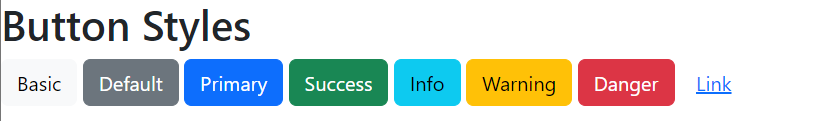 Button Styles
Basic Default Primary Success Info Warning Danger Link